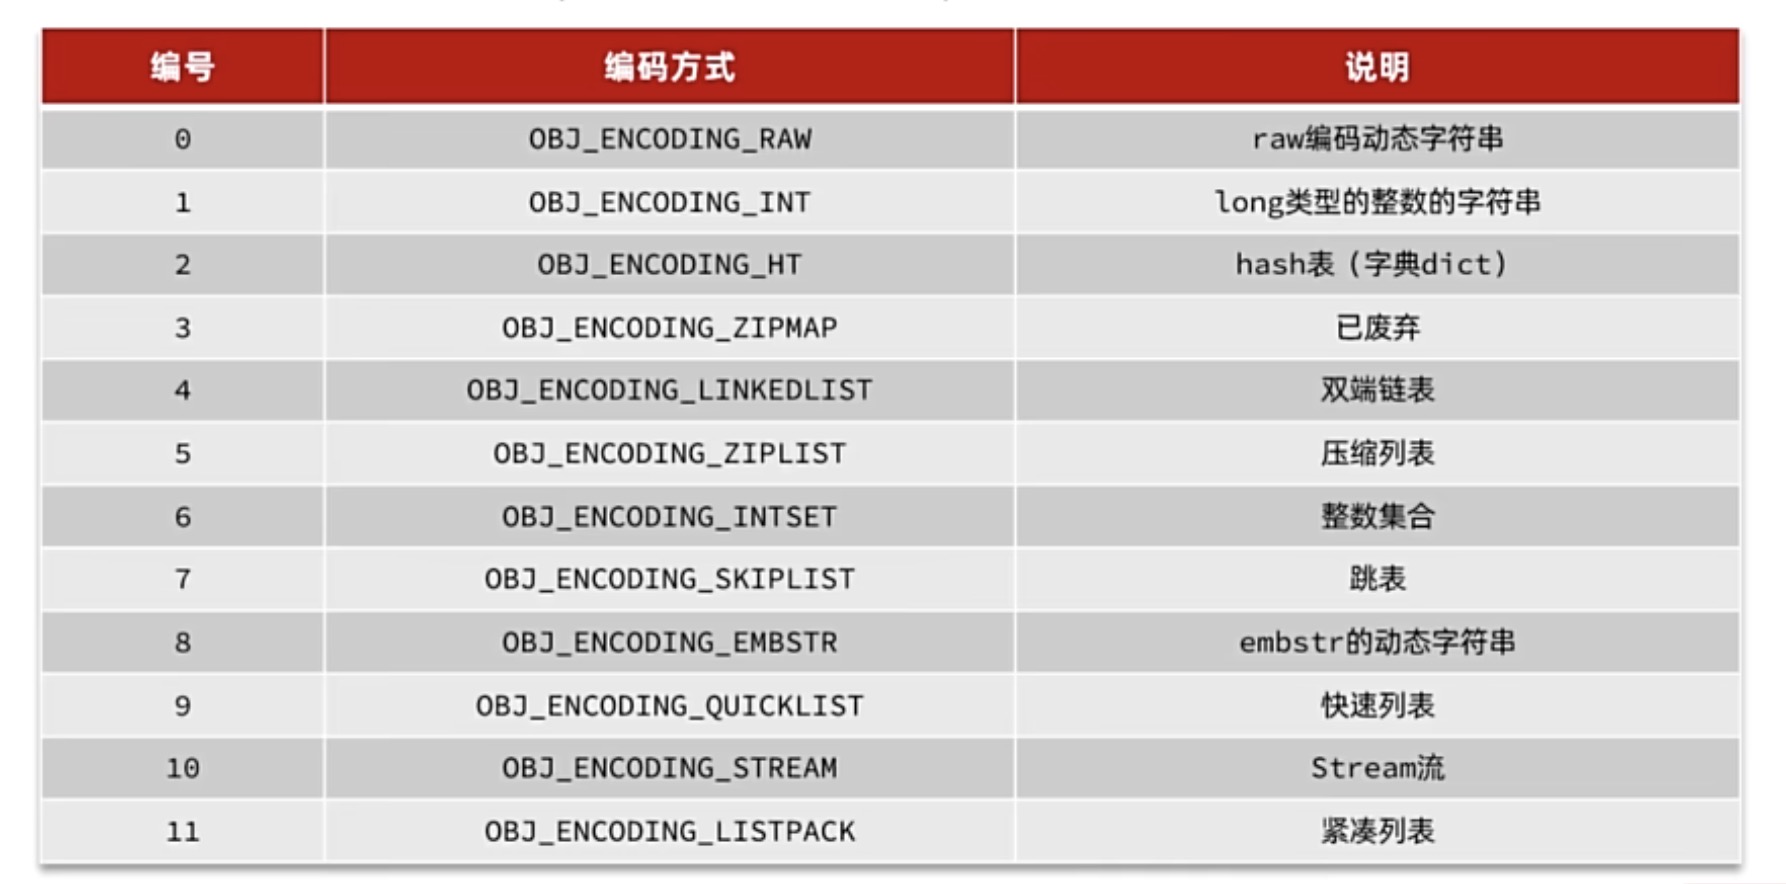 编号 编码方式 说明
0 OBJ_ENCODING_RAW raw编码动态字符串
1 OBJ_ENCODING_INT long类型的整数的字符串
2 OBJ_ENCODING_HT hash表（字典dict）
3 OBJ_ENCODING_ZIPMAP 已废弃
4 OBJ_ENCODING_LINKEDLIST 双端链表
5 OBJ_ENCODING_ZIPLIST 压缩列表
6 OBJ_ENCODING_INTSET 整数集合
7 OBJ_ENCODING_SKIPLIST 跳表
8 OBJ_ENCODING_EMBSTR embstr的动态字符串
9 OBJ_ENCODING_QUICKLIST 快速列表
10 OBJ_ENCODING_STREAM Stream流
11 OBJ_ENCODING_LISTPACK 紧凑列表